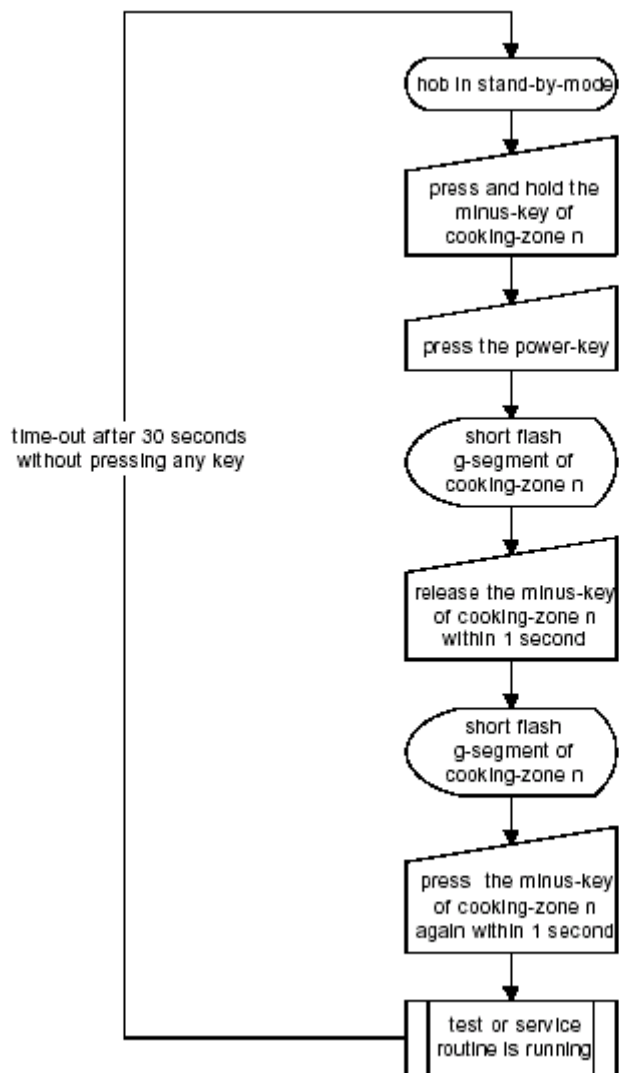 hob in stand-by-mode
press and hold the
minus-key of
cooking-zone n
press the power-key
time-out after 30 seconds
without pressing any key
short flash
g-segment of
cooking-zone n
release the minus-key
of cooking-zone n
within 1 second
short flash
g-segment of
cooking-zone n
press the minus-key
of cooking-zone n
again within 1 second
test or service
routine is running